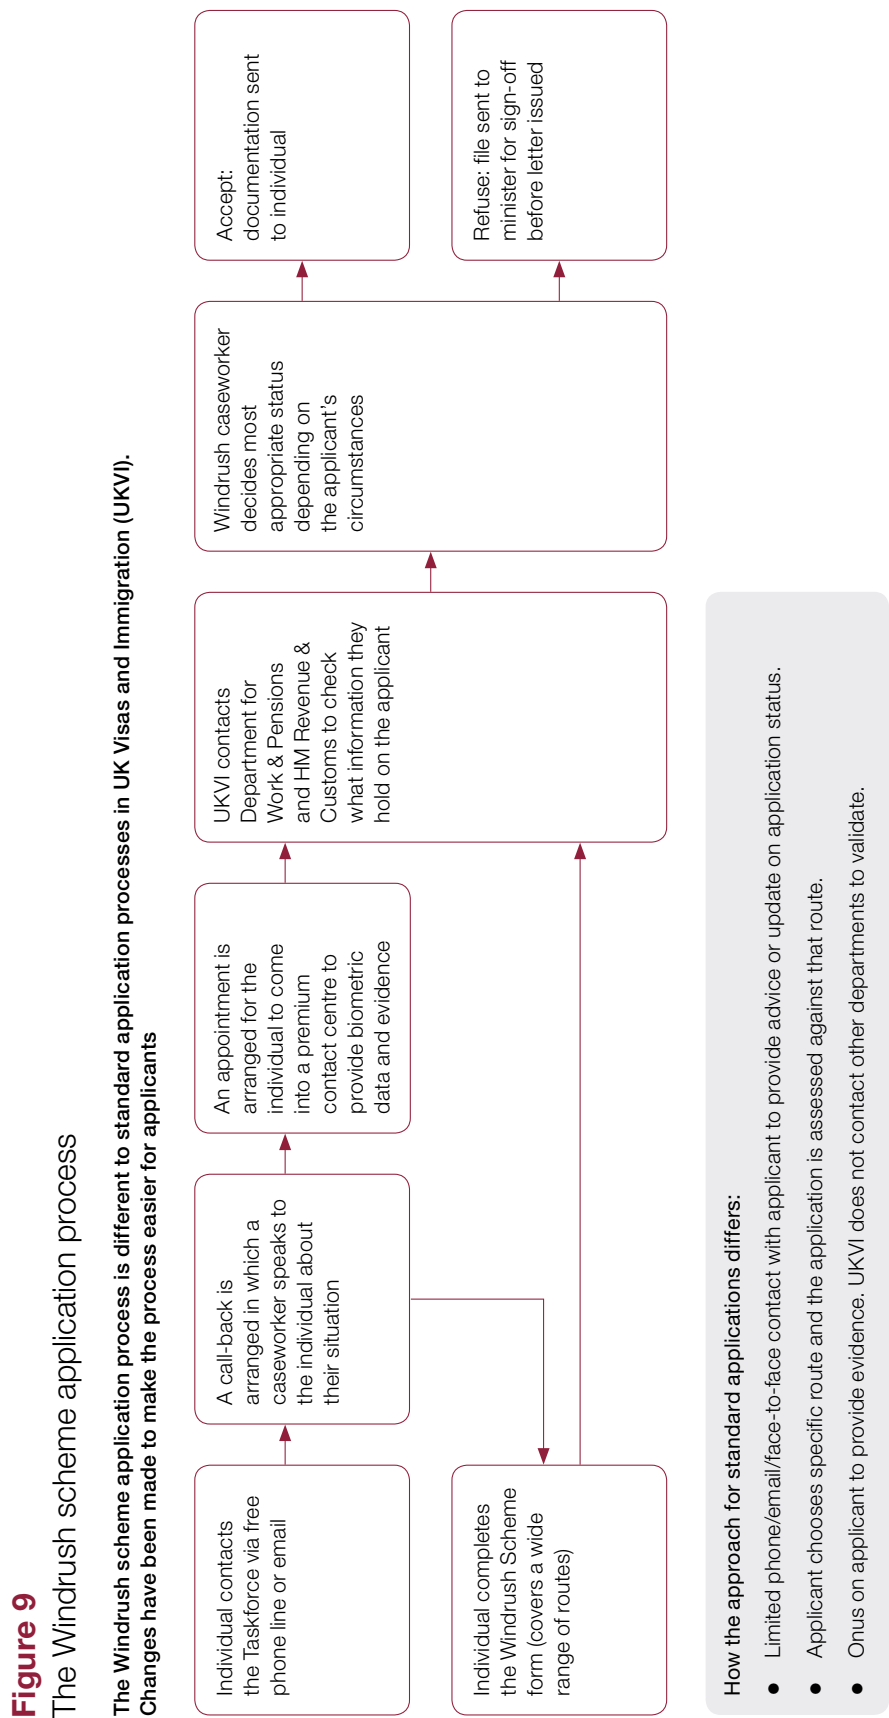 Figure 9
The Windrush scheme application process
The Windrush scheme application process is different to standard application processes in UK Visas and Immigration (UKVI).
Changes have been made to make the process easier for applicants
Individual contacts
the Taskforce via free
phone line or email
A call-back is
arranged in which a
caseworker speaks to
the individual about
their situation
An appointment is
arranged for the
individual to come
into a premium
contact centre to
provide biometric
data and evidence
UKVI contacts
Department for
Work & Pensions
and HM Revenue &
Customs to check
what information they
hold on the applicant
Windrush caseworker
decides most
appropriate status
depending on
the applicant’s
circumstances
Accept:
documentation sent
to individual
Individual completes
the Windrush Scheme
form (covers a wide
range of routes)
Refuse: file sent to
minister for sign-off
before letter issued
How the approach for standard applications differs:
● Limited phone/email/face-to-face contact with applicant to provide advice or update on application status.
● Applicant chooses specific route and the application is assessed against that route.
● Onus on applicant to provide evidence. UKVI does not contact other departments to validate.